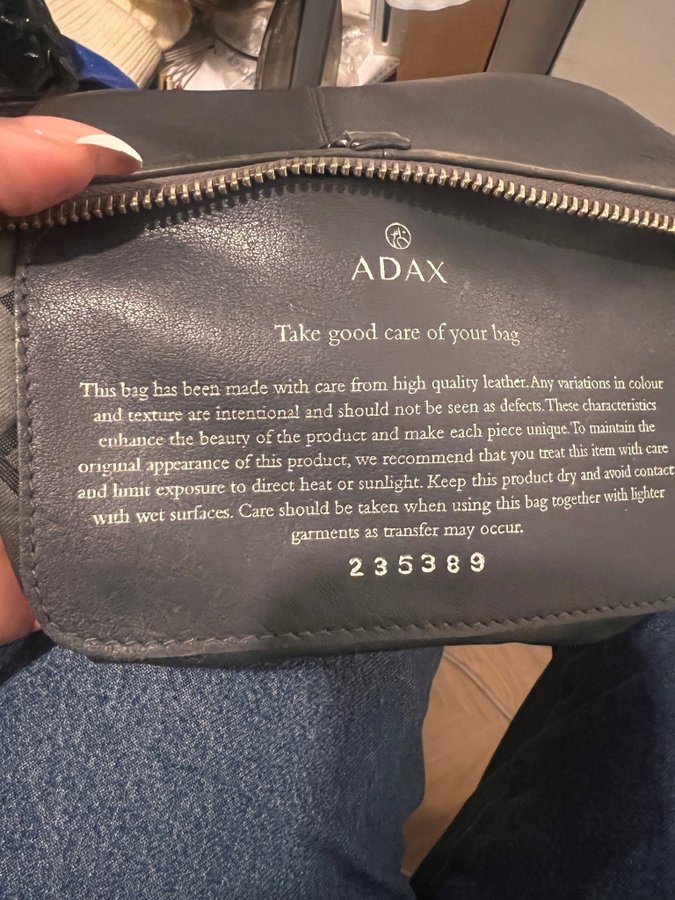 ADAX
Take good care of your bag
This bag has been made with care from high quality leather. Any variations in colour
and texture are intentional and should not be seen as defects. These characteristics
enhance the beauty of the product and make each piece unique. To maintain the
original appearance of this product, we recommend that you treat this item with care
and limit exposure to direct heat or sunlight. Keep this product dry and avoid contact
with wet surfaces. Care should be taken when using this bag together with lighter
garments as transfer may occur.
235389